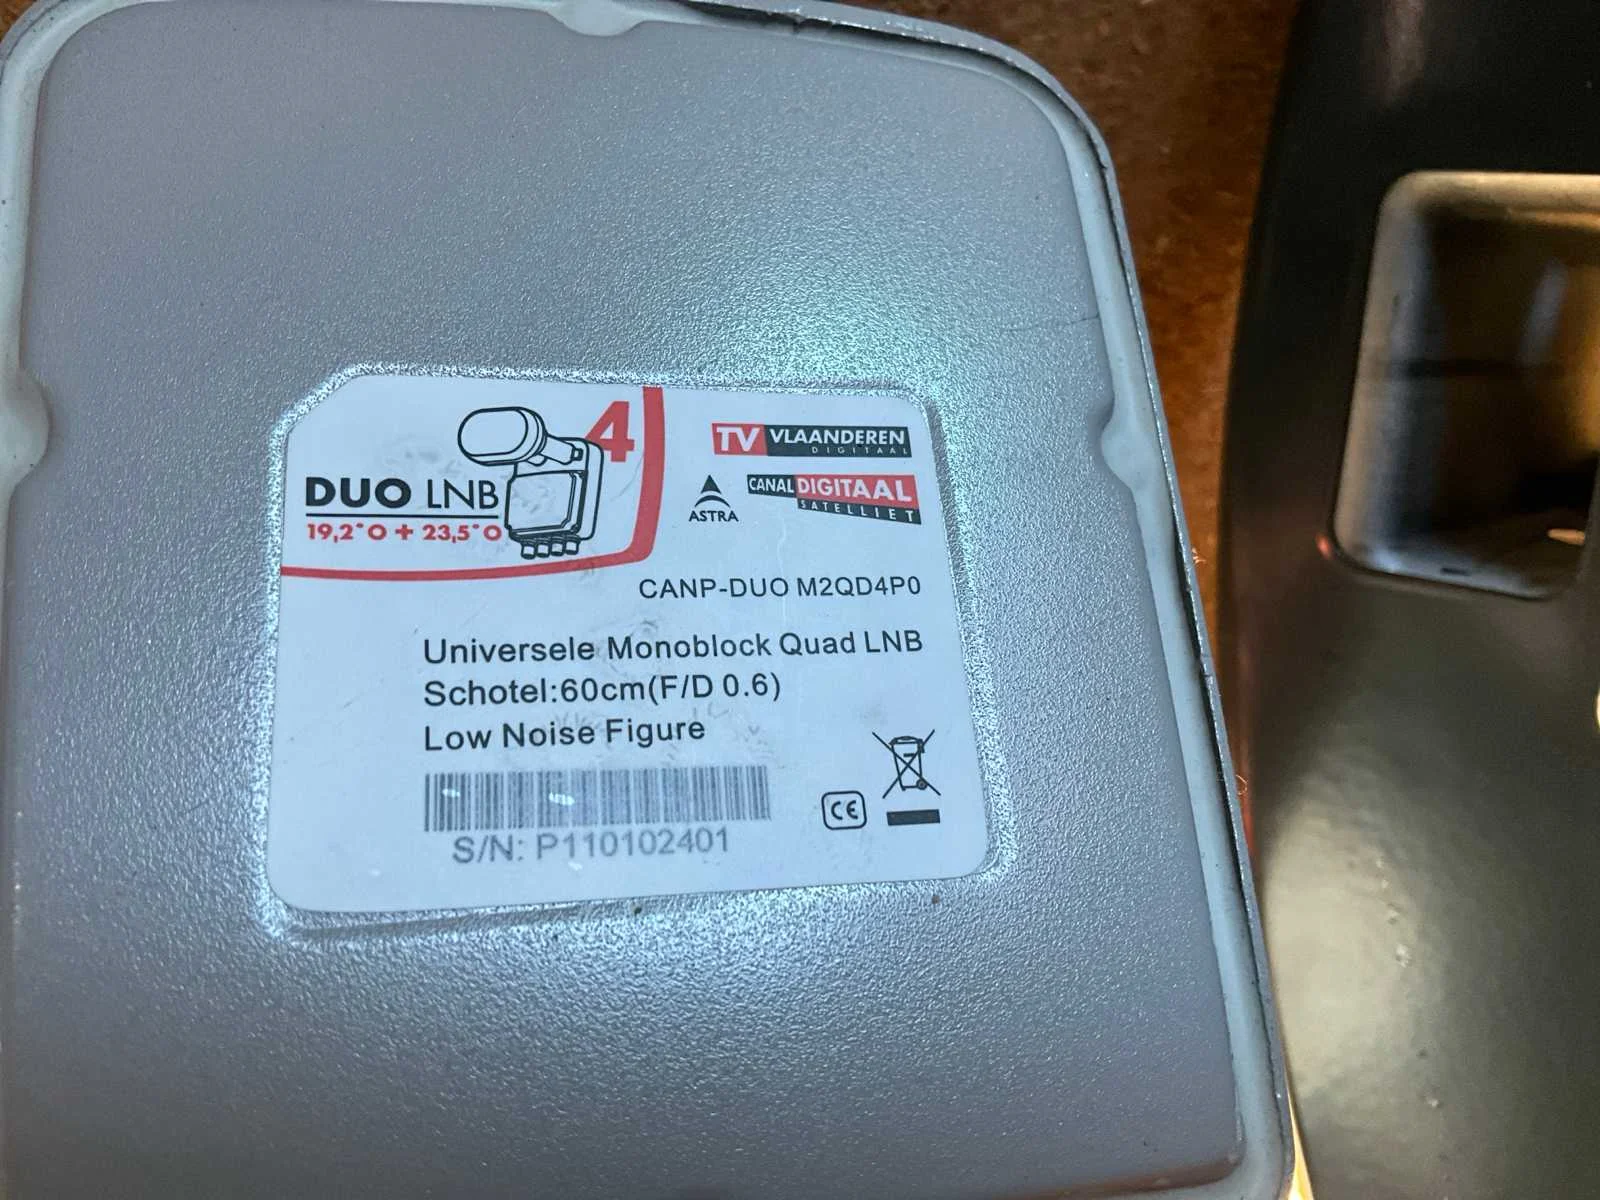 4
DUO LNB
19,2°O + 23,5°O
TV VLAANDEREN
DIGITAAL
ASTRA
CANAL DIGITAAL
SATELLIET
CANP-DUO M2QD4P0
Universele Monoblock Quad LNB
Schotel:60cm(F/D 0.6)
Low Noise Figure
CE
S/N: P110102401